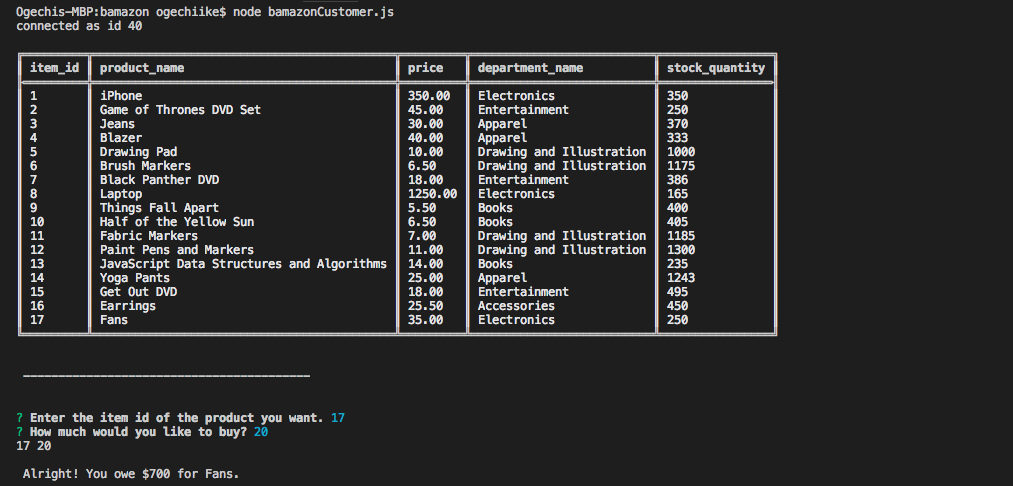 Ogechis-MBP:bamazon ogechiike$ node bamazonCustomer.js
connected as id 40
item_id product_name price department_name stock_quantity
1 iPhone 350.00 Electronics 350
2 Game of Thrones DVD Set 45.00 Entertainment 250
3 Jeans 30.00 Apparel 370
4 Blazer 40.00 Apparel 333
5 Drawing Pad 10.00 Drawing and Illustration 1000
6 Brush Markers 6.50 Drawing and Illustration 1175
7 Black Panther DVD 18.00 Entertainment 386
8 Laptop 1250.00 Electronics 165
9 Things Fall Apart 5.50 Books 400
10 Half of the Yellow Sun 6.50 Books 405
11 Fabric Markers 7.00 Drawing and Illustration 1185
12 Paint Pens and Markers 11.00 Drawing and Illustration 1300
13 JavaScript Data Structures and Algorithms 14.00 Books 235
14 Yoga Pants 25.00 Apparel 1243
15 Get Out DVD 18.00 Entertainment 495
16 Earrings 25.50 Accessories 450
17 Fans 35.00 Electronics 250
? Enter the item id of the product you want. 17
? How much would you like to buy? 20
17 20
Alright! You owe $700 for Fans.